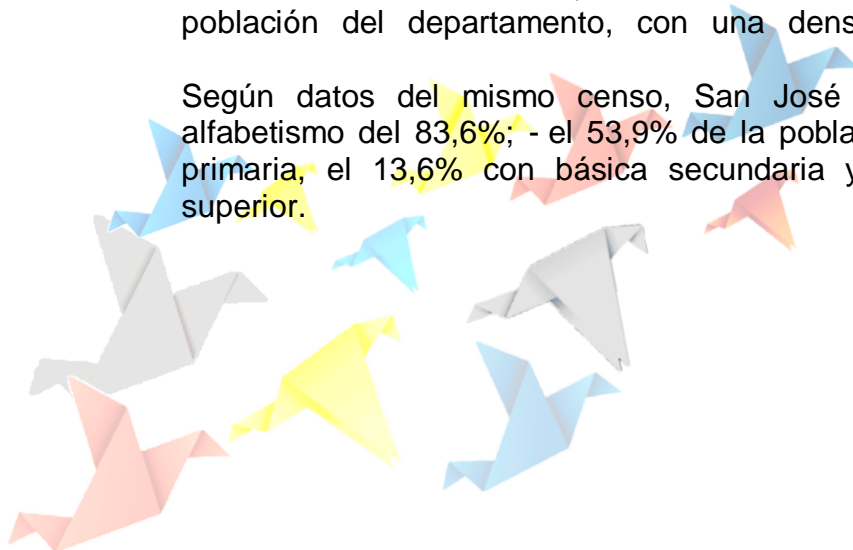 población del departamento, con una dens
Según datos del mismo censo, San José
alfabetismo del 83,6%; - el 53,9% de la pobla
primaria, el 13,6% con básica secundaria y
superior.